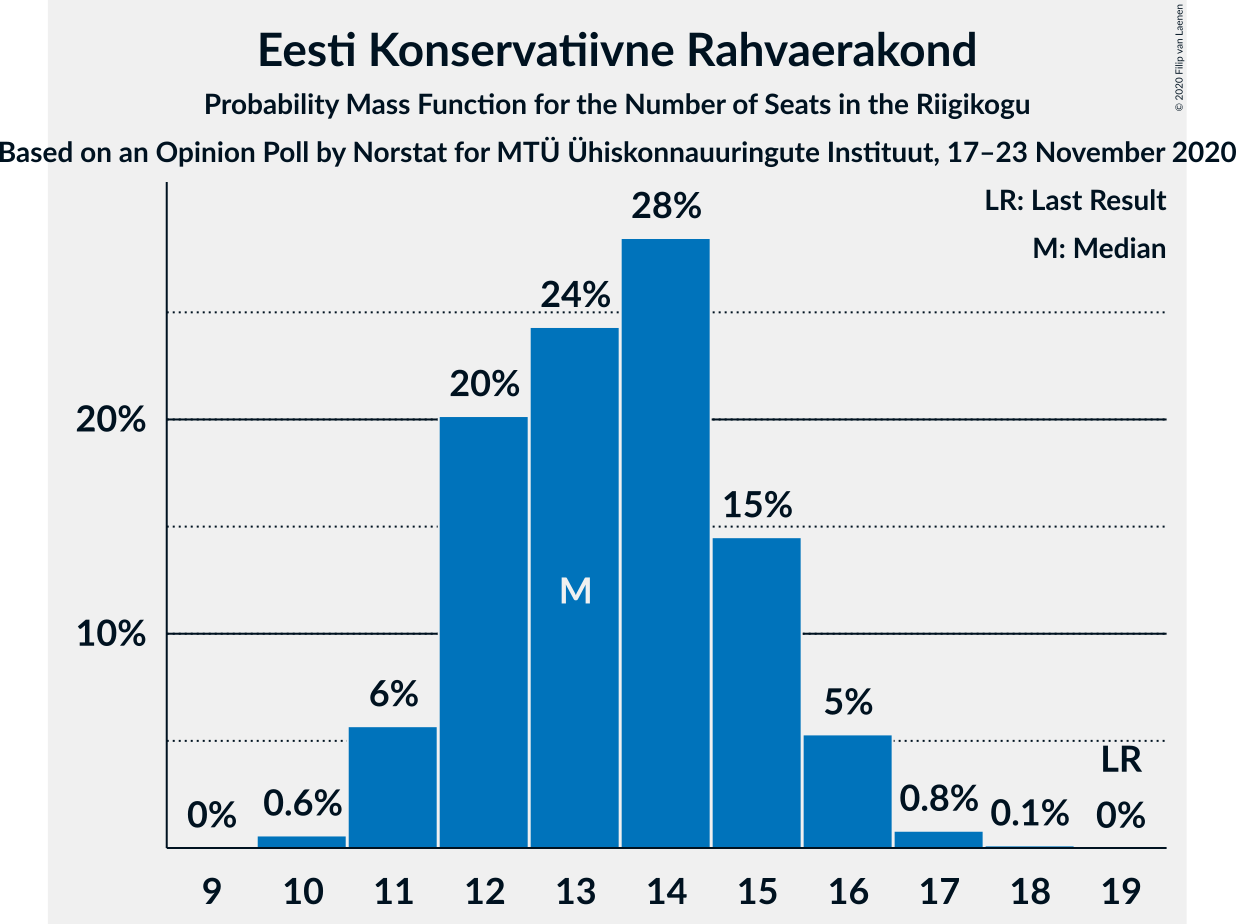 Eesti Konservatiivne Rahvaerakond
Probability Mass Function for the Number of Seats in the Riigikogu
Based on an Opinion Poll by Norstat for MTÜ Ühiskonnauuringute Instituut, 17–23 November 2020
© 2020 Filip van Laenen
LR: Last Result
M: Median
20%
10%
0%
0.6%
6%
20%
24%
28%
15%
5%
0.8%
0.1%
0%
LR
M
9 10 11 12 13 14 15 16 17 18 19